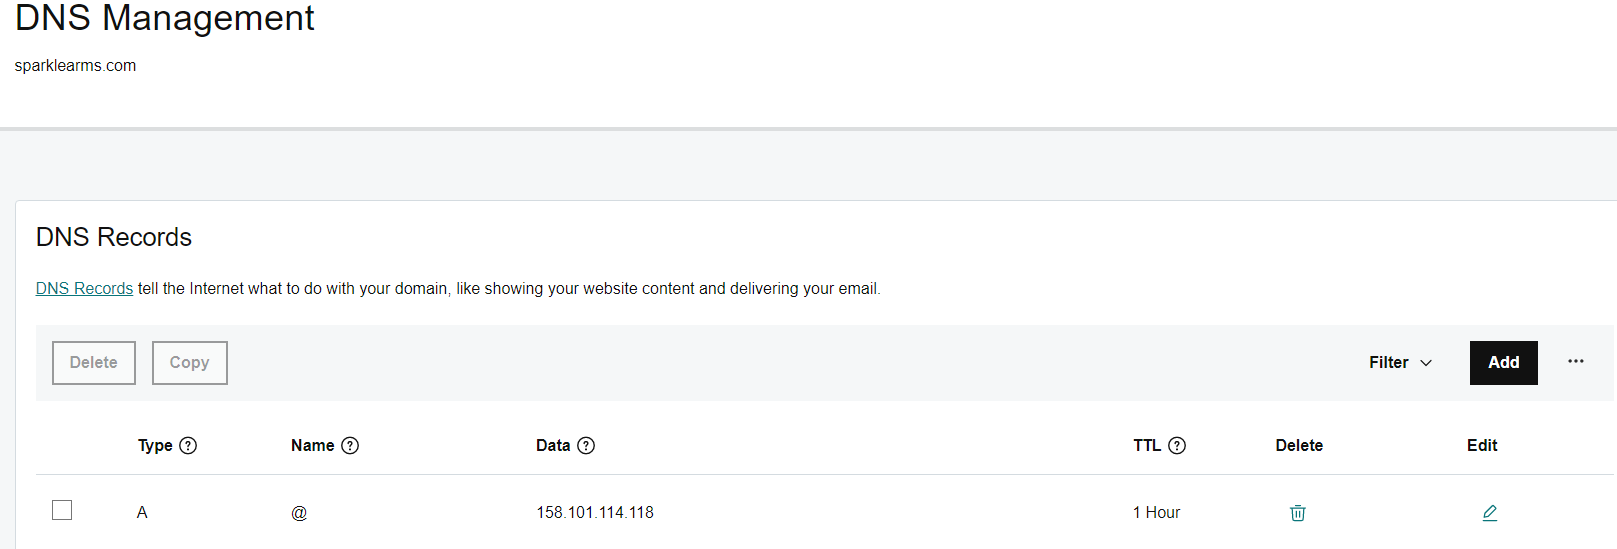 DNS Management
sparklearms.com
DNS Records
DNS Records tell the Internet what to do with your domain, like showing your website content and delivering your email.
Delete Copy Filter Add ...
Type ? Name ? Data ? TTL ? Delete Edit
A @ 158.101.114.118 1 Hour